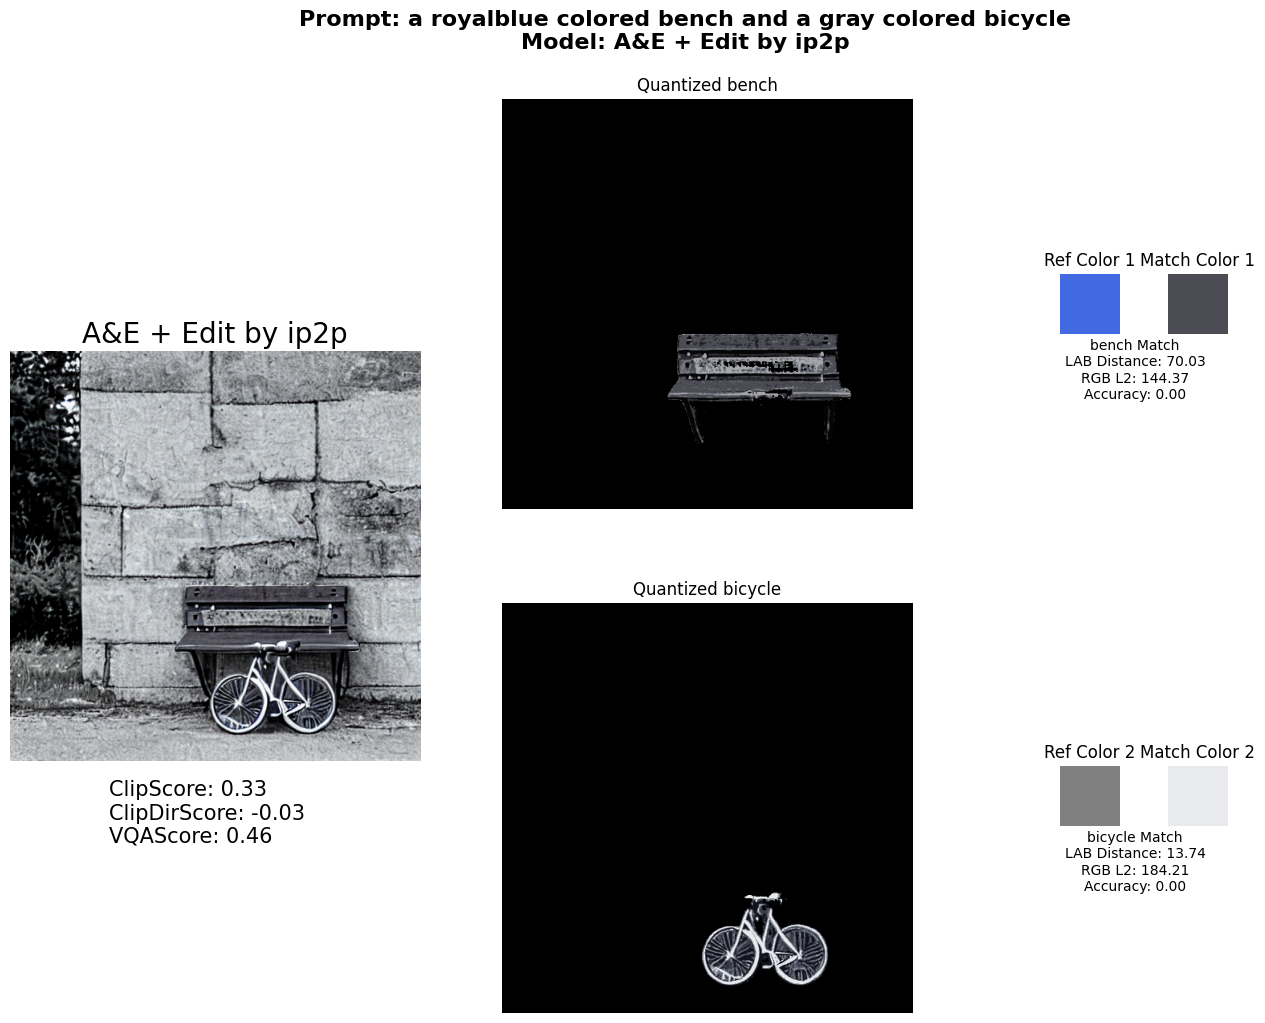 Prompt: a royalblue colored bench and a gray colored bicycle
Model: A&E + Edit by ip2p
Quantized bench
Ref Color 1 Match Color 1
bench Match
LAB Distance: 70.03
RGB L2: 144.37
Accuracy: 0.00
A&E + Edit by ip2p
ClipScore: 0.33
ClipDirScore: -0.03
VQAScore: 0.46
Quantized bicycle
Ref Color 2 Match Color 2
bicycle Match
LAB Distance: 13.74
RGB L2: 184.21
Accuracy: 0.00